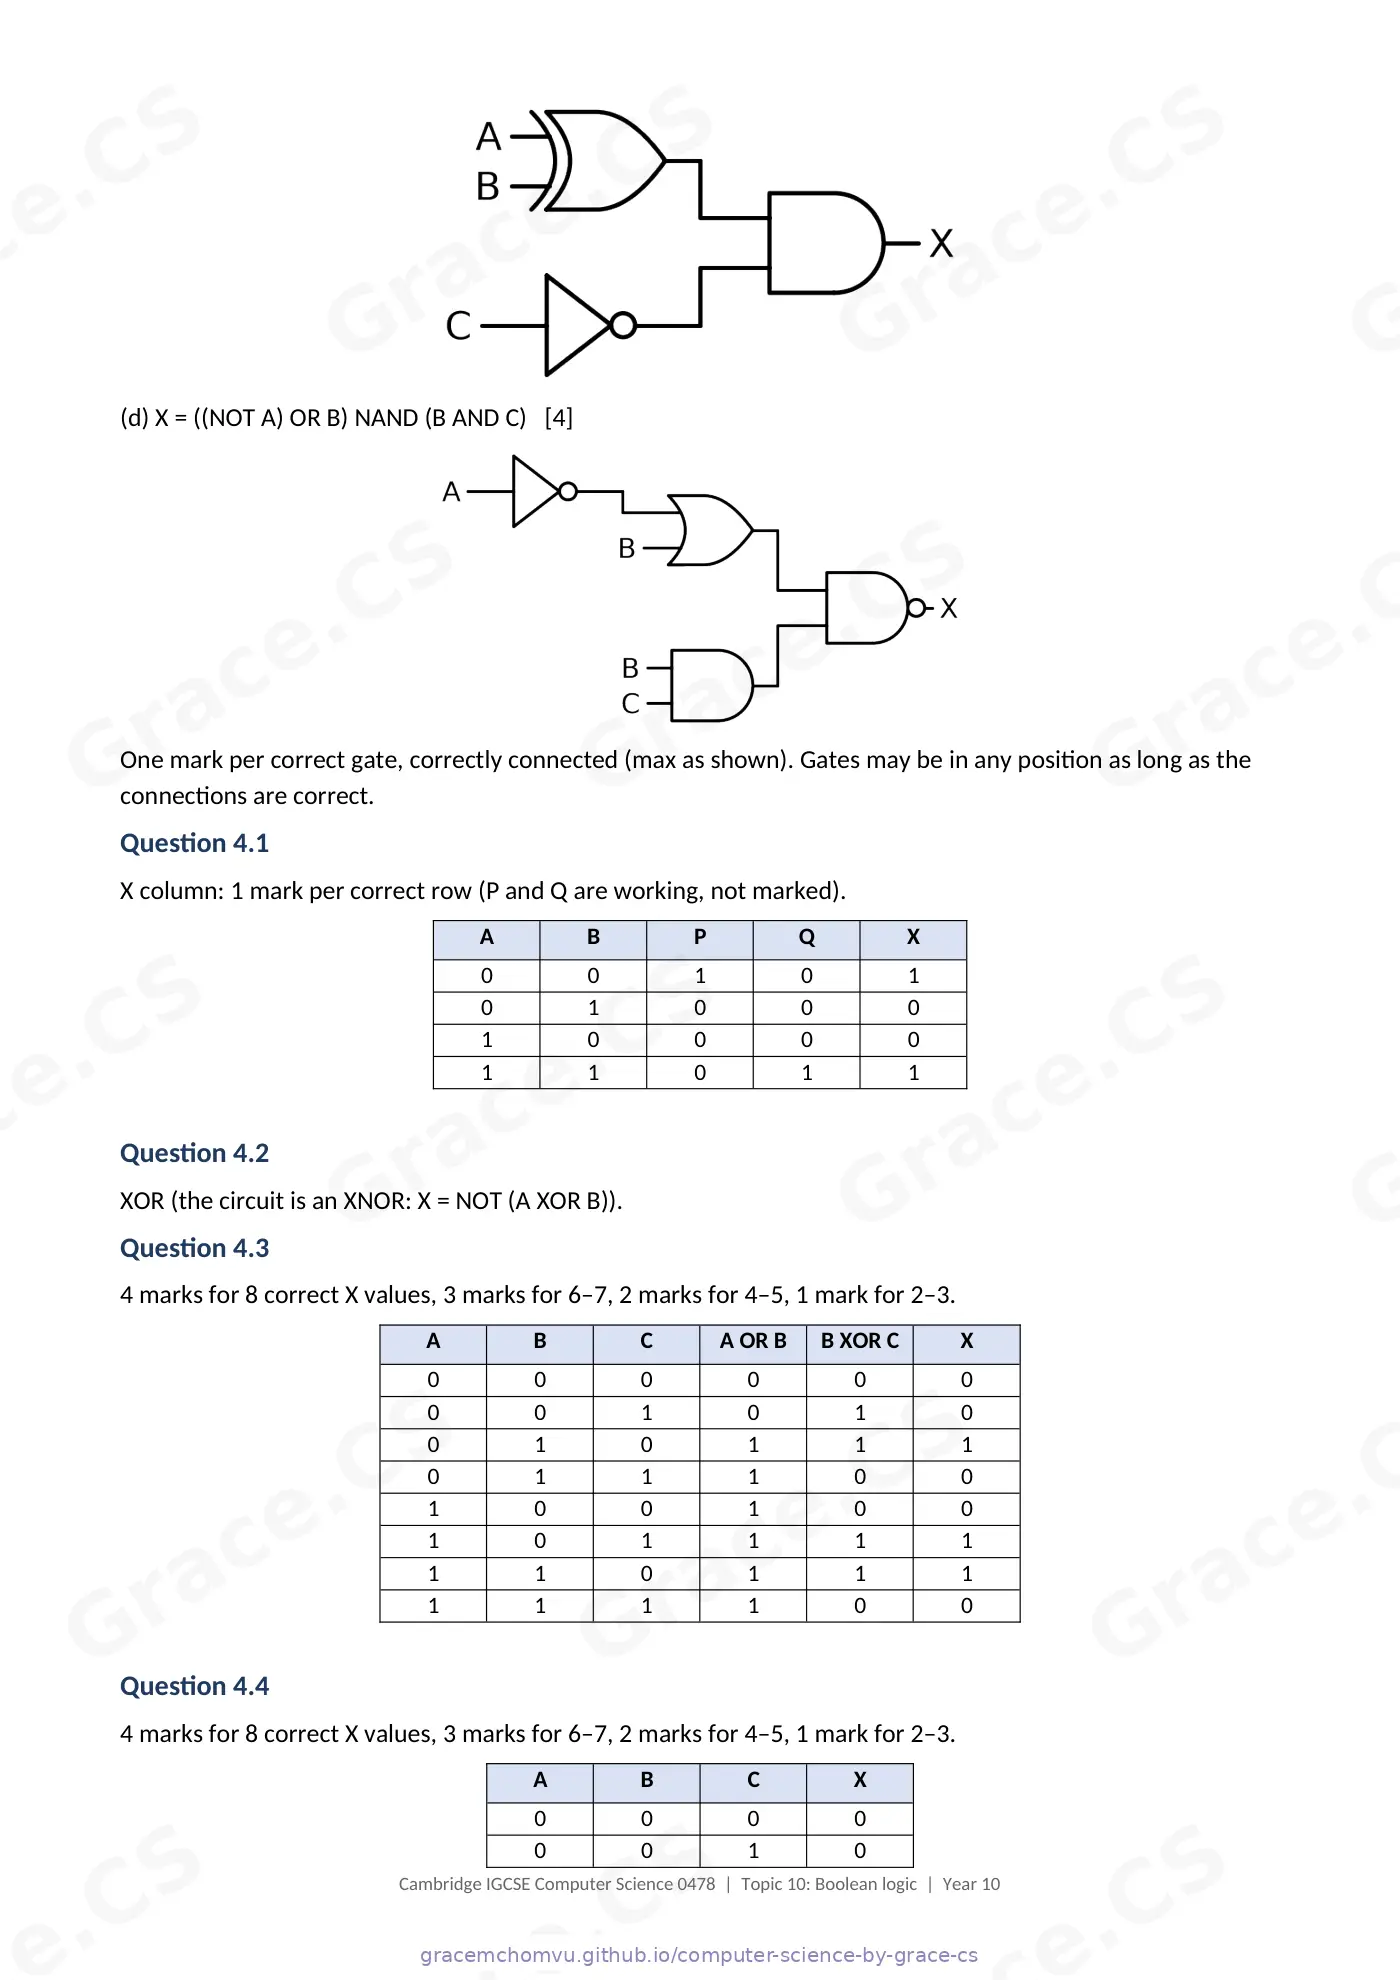 A
B
X
C
(d) X = ((NOT A) OR B) NAND (B AND C) [4]
A
B
X
B
C
One mark per correct gate, correctly connected (max as shown). Gates may be in any position as long as the
connections are correct.
Question 4.1
X column: 1 mark per correct row (P and Q are working, not marked).
A B P Q X
0 0 1 0 1
0 1 0 0 0
1 0 0 0 0
1 1 0 1 1
Question 4.2
XOR (the circuit is an XNOR: X = NOT (A XOR B)).
Question 4.3
4 marks for 8 correct X values, 3 marks for 6–7, 2 marks for 4–5, 1 mark for 2–3.
A B C A OR B B XOR C X
0 0 0 0 0 0
0 0 1 0 1 0
0 1 0 1 1 1
0 1 1 1 0 0
1 0 0 1 0 0
1 0 1 1 1 1
1 1 0 1 1 1
1 1 1 1 0 0
Question 4.4
4 marks for 8 correct X values, 3 marks for 6–7, 2 marks for 4–5, 1 mark for 2–3.
A B C X
0 0 0 0
0 0 1 0
Cambridge IGCSE Computer Science 0478 | Topic 10: Boolean logic | Year 10
gracemchomvu.github.io/computer-science-by-grace-cs
Grace.CS